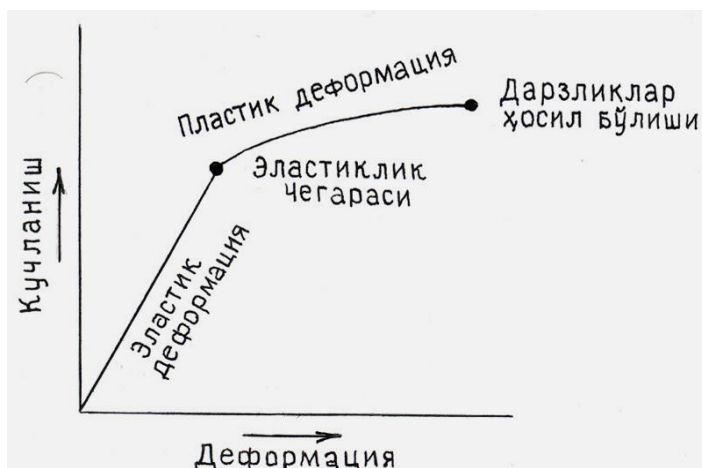 Пластик деформация
Дарзликлар
ҳосил бўлиши
Эластиклик
чегараси
Кучланиш
Эластик
деформация
Деформация